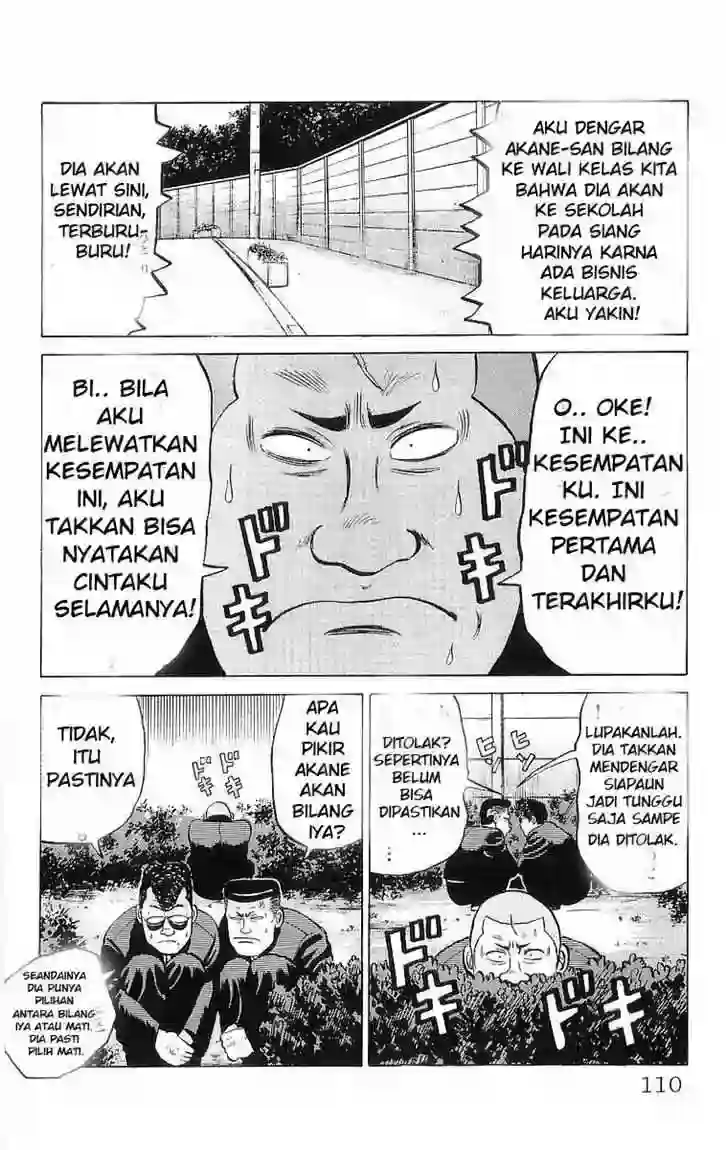 AKU DENGAR
AKANE-SAN BILANG
KE WALI KELAS KITA
BAHWA DIA AKAN
KE SEKOLAH
PADA SIANG
HARINYA KARNA
ADA BISNIS
KELUARGA.
AKU YAKIN!
DIA AKAN
LEWAT SINI,
SENDIRIAN,
TERBURU-
BURU!
O.. OKE!
INI KE..
KESEMPATAN
KU. INI
KESEMPATAN
PERTAMA
DAN
TERAKHIRKU!
BI.. BILA
AKU
MELEWATKAN
KESEMPATAN
INI, AKU
TAKKAN BISA
NYATAKAN
CINTAKU
SELAMANYA!
ドキ
ドキ
LUPAKANLAH.
DIA TAKKAN
MENDENGAR
SIAPAUN
JADI TUNGGU
SAJA SAMPE
DIA DITOLAK.
DITOLAK?
SEPERTINYA
BELUM
BISA
DIPASTIKAN
...
ヒソ
ヒソ
ドキ
ドキ
APA
KAU
PIKIR
AKANE
AKAN
BILANG
IYA?
TIDAK,
ITU
PASTINYA
ドキ
ドキ
SEANDAINYA
DIA PUNYA
PILIHAN
ANTARA BILANG
IYA ATAU MATI.
DIA PASTI
PILIH MATI.
110